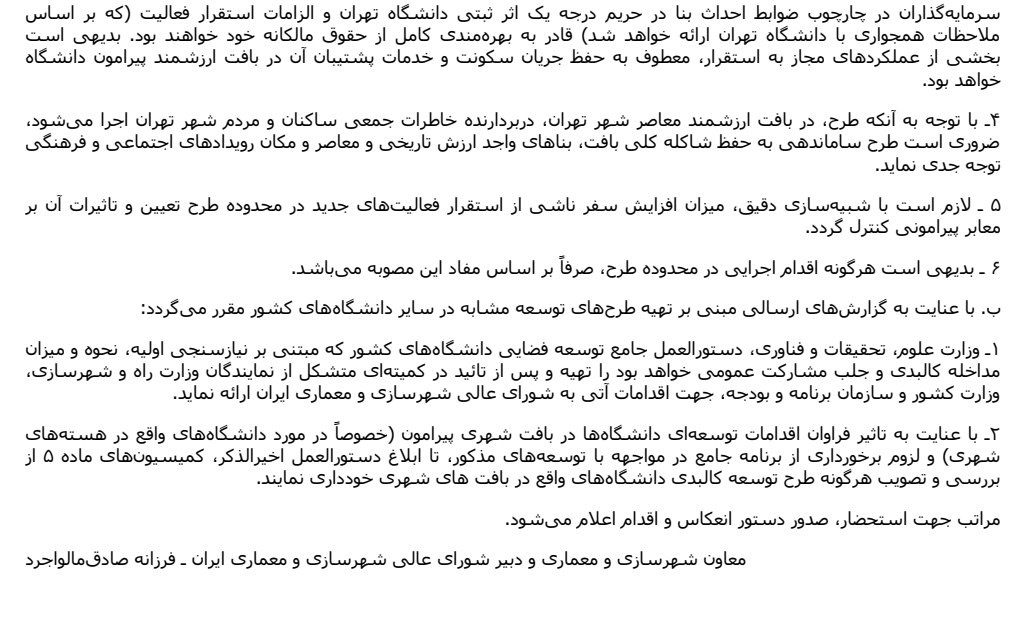 سرمایه‌گذاران در چارچوب ضوابط احداث بنا در حریم درجه یک اثر ثبتی دانشگاه تهران و الزامات استقرار فعالیت (که بر اساس
ملاحظات همجواری با دانشگاه تهران ارائه خواهد شد) قادر به بهره‌مندی کامل از حقوق مالکانه خود خواهند بود. بدیهی است
بخشی از عملکردهای مجاز به استقرار، معطوف به حفظ جریان سکونت و خدمات پشتیبان آن در بافت ارزشمند پیرامون دانشگاه
خواهد بود.
۴ـ با توجه به آنکه طرح، در بافت ارزشمند معاصر شهر تهران، دربردارنده خاطرات جمعی ساکنان و مردم شهر تهران اجرا می‌شود،
ضروری است طرح ساماندهی به حفظ شاکله کلی بافت، بناهای واجد ارزش تاریخی و معاصر و مکان رویدادهای اجتماعی و فرهنگی
توجه جدی نماید.
۵ ـ لازم است با شبیه‌سازی دقیق، میزان افزایش سفر ناشی از استقرار فعالیت‌های جدید در محدوده طرح تعیین و تاثیرات آن بر
معابر پیرامونی کنترل گردد.
۶ ـ بدیهی است هرگونه اقدام اجرایی در محدوده طرح، صرفاً بر اساس مفاد این مصوبه می‌باشد.
ب. با عنایت به گزارش‌های ارسالی مبنی بر تهیه طرح‌های توسعه مشابه در سایر دانشگاه‌های کشور مقرر می‌گردد:
۱ـ وزارت علوم، تحقیقات و فناوری، دستورالعمل جامع توسعه فضایی دانشگاه‌های کشور که مبتنی بر نیازسنجی اولیه، نحوه و میزان
مداخله کالبدی و جلب مشارکت عمومی خواهد بود را تهیه و پس از تائید در کمیته‌ای متشکل از نمایندگان وزارت راه و شهرسازی،
وزارت کشور و سازمان برنامه و بودجه، جهت اقدامات آتی به شورای عالی شهرسازی و معماری ایران ارائه نماید.
۲ـ با عنایت به تاثیر فراوان اقدامات توسعه‌ای دانشگاه‌ها در بافت شهری پیرامون (خصوصاً در مورد دانشگاه‌های واقع در هسته‌های
شهری) و لزوم برخورداری از برنامه جامع در مواجهه با توسعه‌های مذکور، تا ابلاغ دستورالعمل اخیرالذکر، کمیسیون‌های ماده ۵ از
بررسی و تصویب هرگونه طرح توسعه کالبدی دانشگاه‌های واقع در بافت های شهری خودداری نمایند.
مراتب جهت استحضار، صدور دستور انعکاس و اقدام اعلام می‌شود.
معاون شهرسازی و معماری و دبیر شورای عالی شهرسازی و معماری ایران ـ فرزانه صادق‌مالواجرد